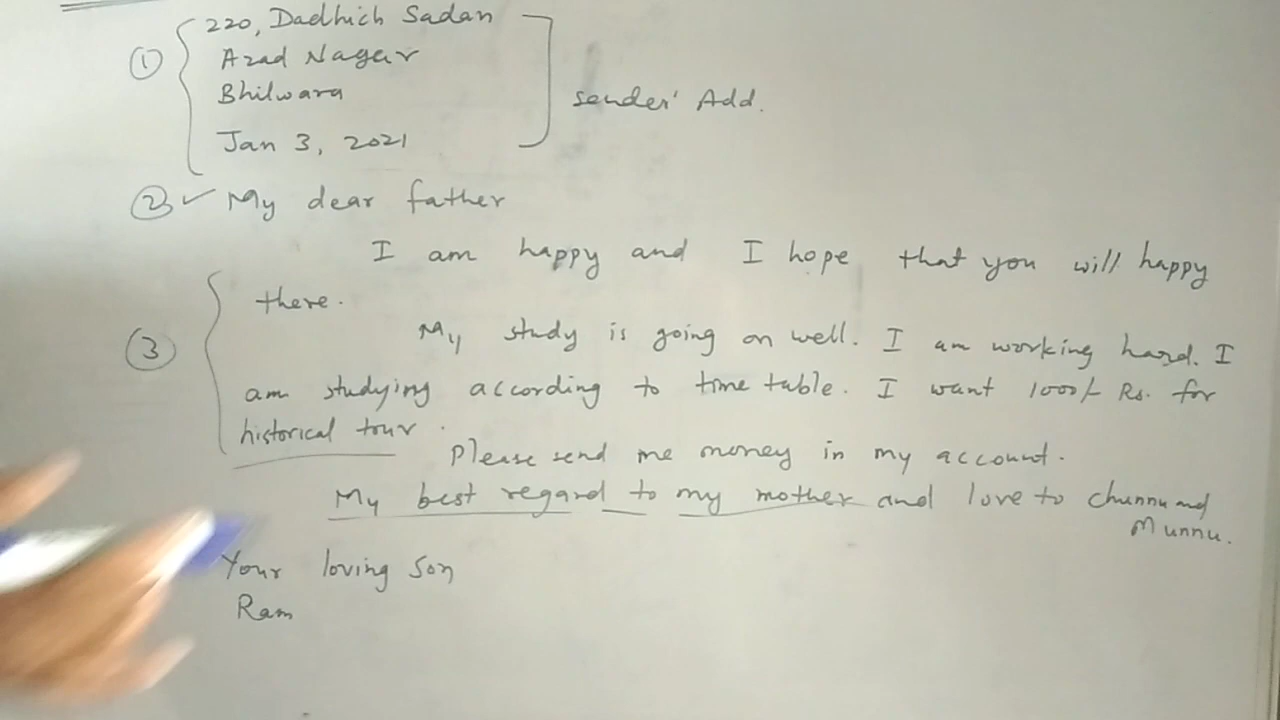 ① 220, Dadhich Sadan
Azad Nagar
Bhilwara
Jan 3, 2021
sender' Add.
② ✓ My dear father
I am happy and I hope that you will happy
there.
③ My study is going on well. I am working hard. I
am studying according to time table. I want 1000/- Rs. for
historical tour.
Please send me money in my account.
My best regard to my mother and love to Chunnu and
Munnu.
Your loving son
Ram